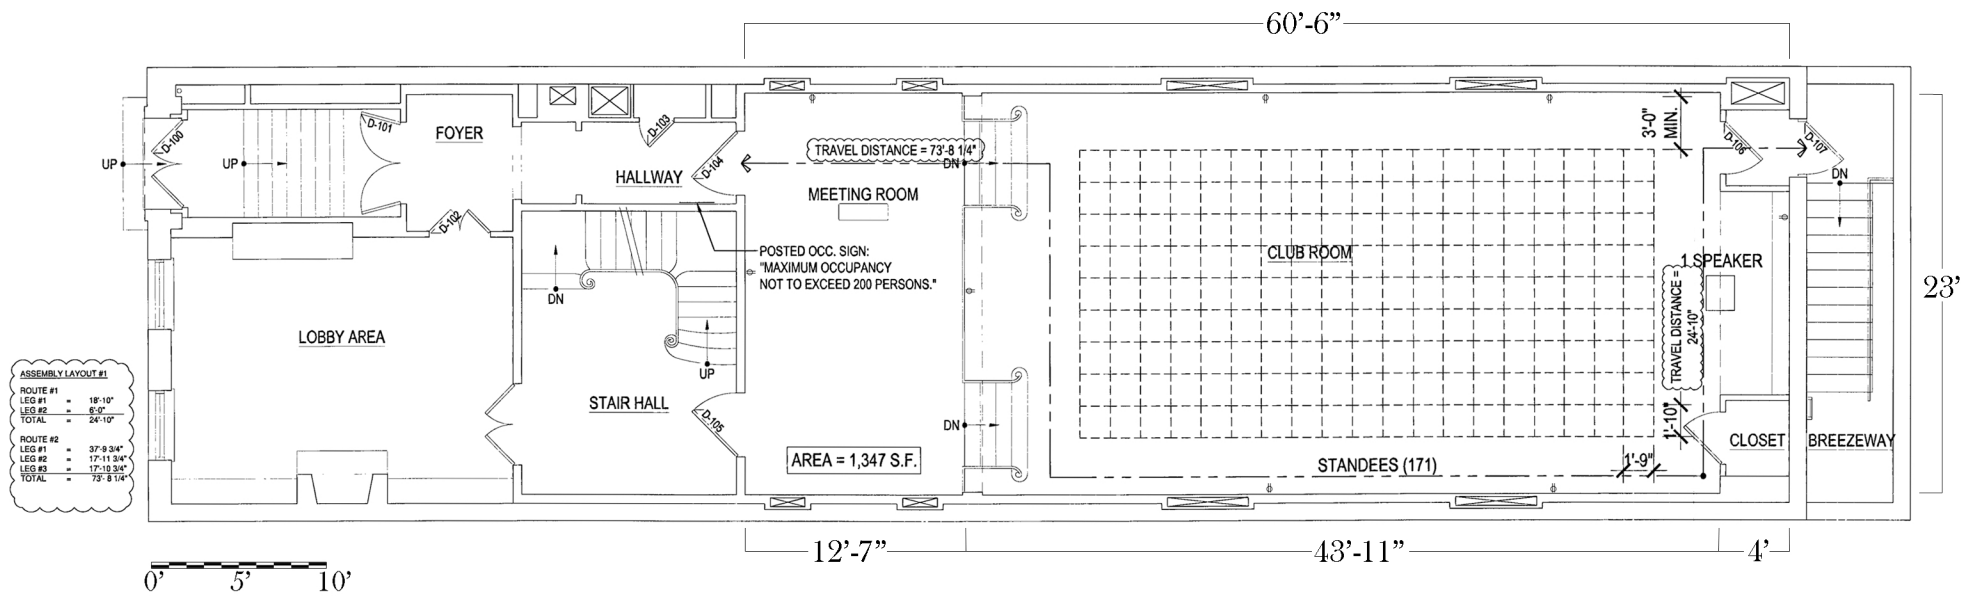 60’-6”
D-100
D-101
FOYER
D-103
UP
UP
D-104
HALLWAY
D-102
TRAVEL DISTANCE = 73'-8 1/4"
DN
MEETING ROOM
3'-0"
MIN.
D-106
D-107
DN
POSTED OCC. SIGN:
"MAXIMUM OCCUPANCY
NOT TO EXCEED 200 PERSONS."
CLUB ROOM
1 SPEAKER
TRAVEL DISTANCE =
24'-10"
23’
DN
UP
LOBBY AREA
STAIR HALL
D-105
DN
AREA = 1,347 S.F.
STANDEES (171)
1'-9"
1'-10"
CLOSET
BREEZEWAY
ASSEMBLY LAYOUT #1
ROUTE #1
LEG #1 = 18'-10"
LEG #2 = 6'-0"
TOTAL = 24'-10"
ROUTE #2
LEG #1 = 37'-9 3/4"
LEG #2 = 17'-11 3/4"
LEG #3 = 17'-10 3/4"
TOTAL = 73'- 8 1/4"
12’-7”
43’-11”
4’
0’ 5’ 10’